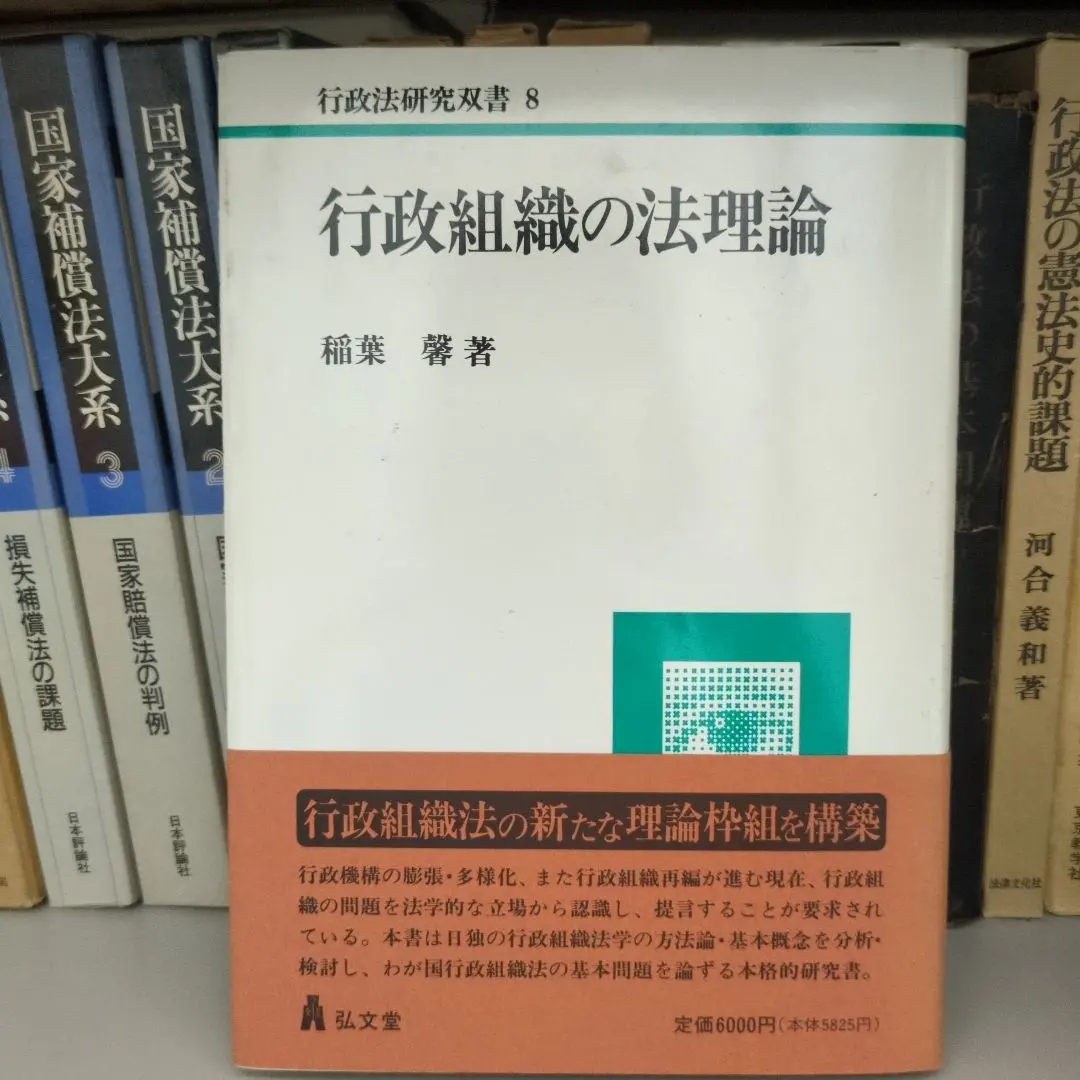 国家補償法大系
4
損失補償法の課題
日本評論社
国家補償法大系
3
国家賠償法の判例
日本評論社
国家補償法大系
2
行政法研究双書 8
行政組織の法理論
稲葉 馨 著
行政組織法の新たな理論枠組を構築
行政機構の膨張・多様化、また行政組織再編が進む現在、行政組
織の問題を法学的な立場から認識し、提言することが要求され
ている。本書は日独の行政組織法学の方法論・基本概念を分析・
検討し、わが国行政組織法の基本問題を論ずる本格的研究書。
弘文堂
定価6000円(本体5825円)
行政法の憲法史的課題
河合義和著
法律文化社